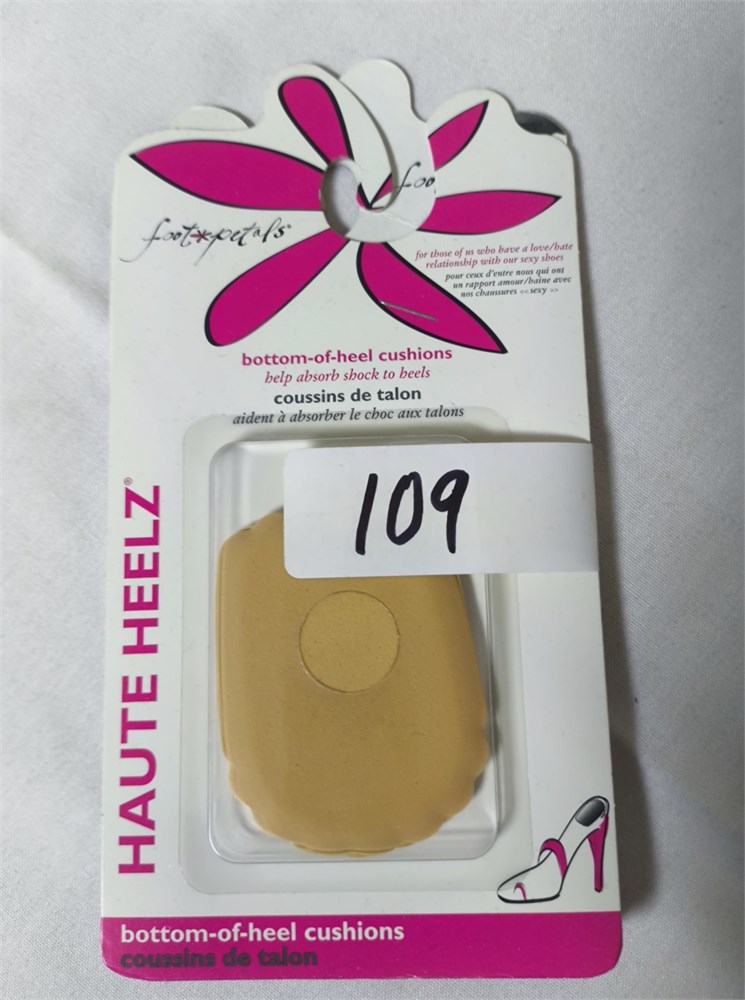 foo
foot*petals®
for those of us who have a love/hate
relationship with our sexy shoes
pour ceux d'entre nous qui ont
un rapport amour/haine avec
nos chaussures «sexy»
bottom-of-heel cushions
help absorb shock to heels
coussins de talon
aident à absorber le choc aux talons
109
HAUTE HEELZ®
bottom-of-heel cushions
coussins de talon